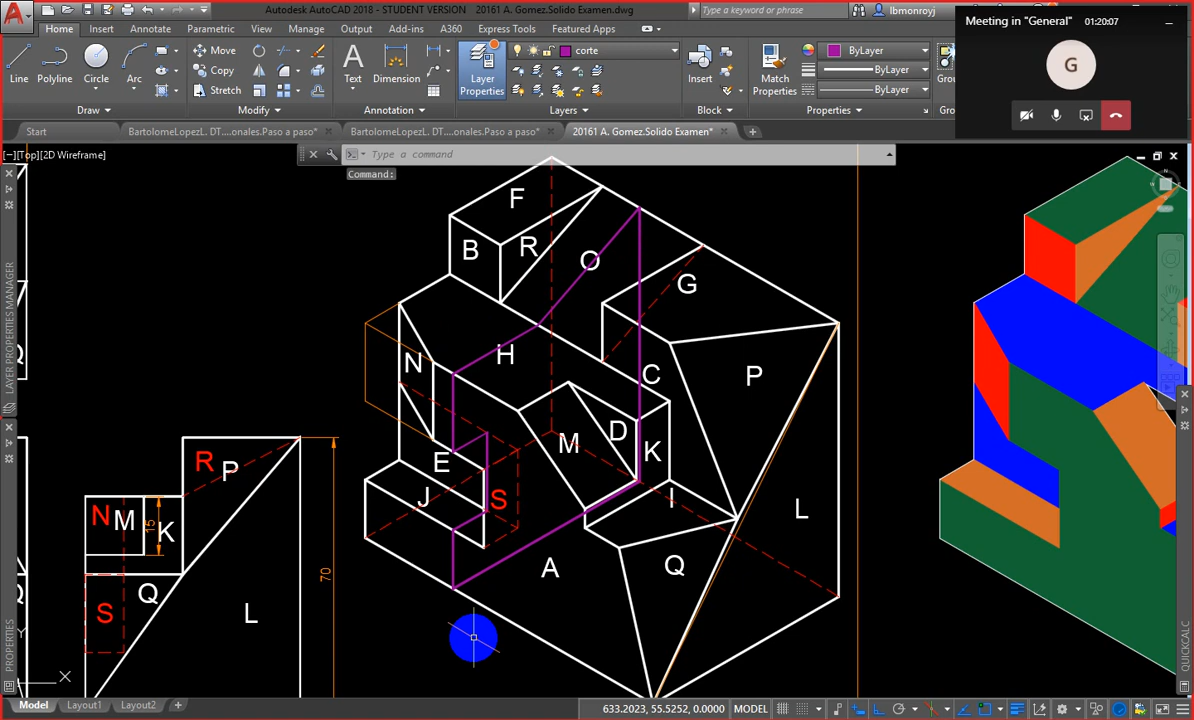 Autodesk AutoCAD 2018 - STUDENT VERSION 20161 A. Gomez.Solido Examen.dwg
Type a keyword or phrase
lbmonroyj
Meeting in "General" 01:20:07
G
Home Insert Annotate Parametric View Manage Output Add-ins A360 Express Tools Featured Apps
Line Polyline Circle Arc
Move
Copy
Stretch
Text Dimension
Layer Properties
corte
Insert
Match Properties
ByLayer
ByLayer
ByLayer
Draw Modify Annotation Layers Block Properties
Start BartolomeLopezL. DT....onales.Paso a paso* BartolomeLopezL. DT....onales.Paso a paso* 20161 A. Gomez.Solido Examen*
[−][Top][2D Wireframe]
Type a command
Command:
LAYER PROPERTIES MANAGER
PROPERTIES
QUICKCALC
F
B R
O
G
H
N
C
P
M D
K
E
J
S
I
L
A
Q
R
P
N M
15
K
Q
S
L
70
X
Model Layout1 Layout2 +
633.2023, 55.5252, 0.0000 MODEL